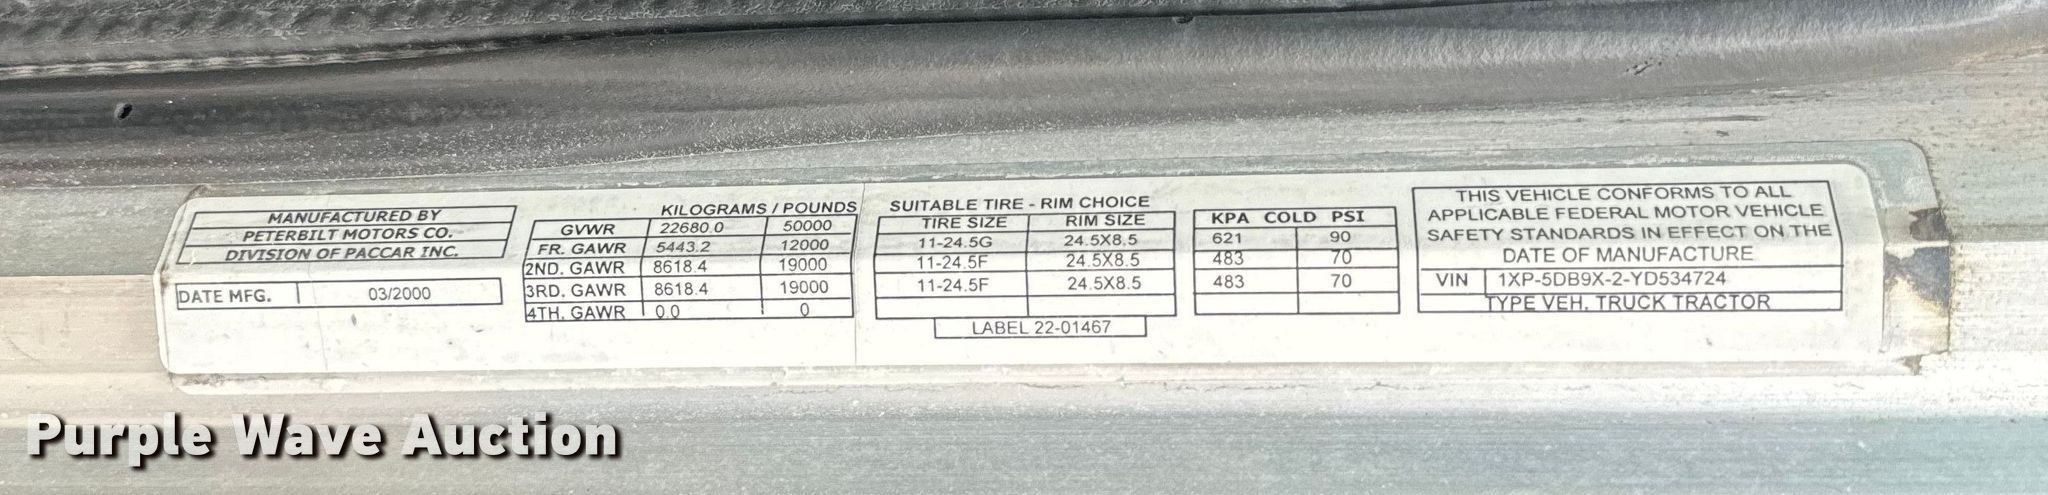 MANUFACTURED BY
PETERBILT MOTORS CO.
DIVISION OF PACCAR INC.
DATE MFG. 03/2000
KILOGRAMS / POUNDS
GVWR 22680.0 50000
FR. GAWR 5443.2 12000
2ND. GAWR 8618.4 19000
3RD. GAWR 8618.4 19000
4TH. GAWR 0.0 0
SUITABLE TIRE - RIM CHOICE
TIRE SIZE RIM SIZE
11-24.5G 24.5X8.5
11-24.5F 24.5X8.5
11-24.5F 24.5X8.5
LABEL 22-01467
KPA COLD PSI
621 90
483 70
483 70
THIS VEHICLE CONFORMS TO ALL
APPLICABLE FEDERAL MOTOR VEHICLE
SAFETY STANDARDS IN EFFECT ON THE
DATE OF MANUFACTURE
VIN 1XP-5DB9X-2-YD534724
TYPE VEH. TRUCK TRACTOR
Purple Wave Auction